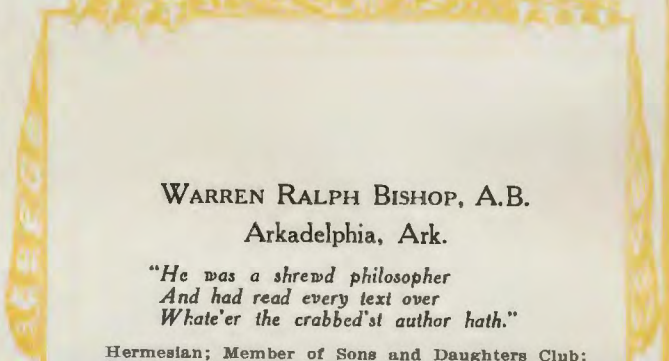 WARREN RALPH BISHOP, A.B.
Arkadelphia, Ark.
"He was a shrewd philosopher
And had read every text over
Whate'er the crabbed'st author hath."
Hermesian; Member of Sons and Daughters Club;